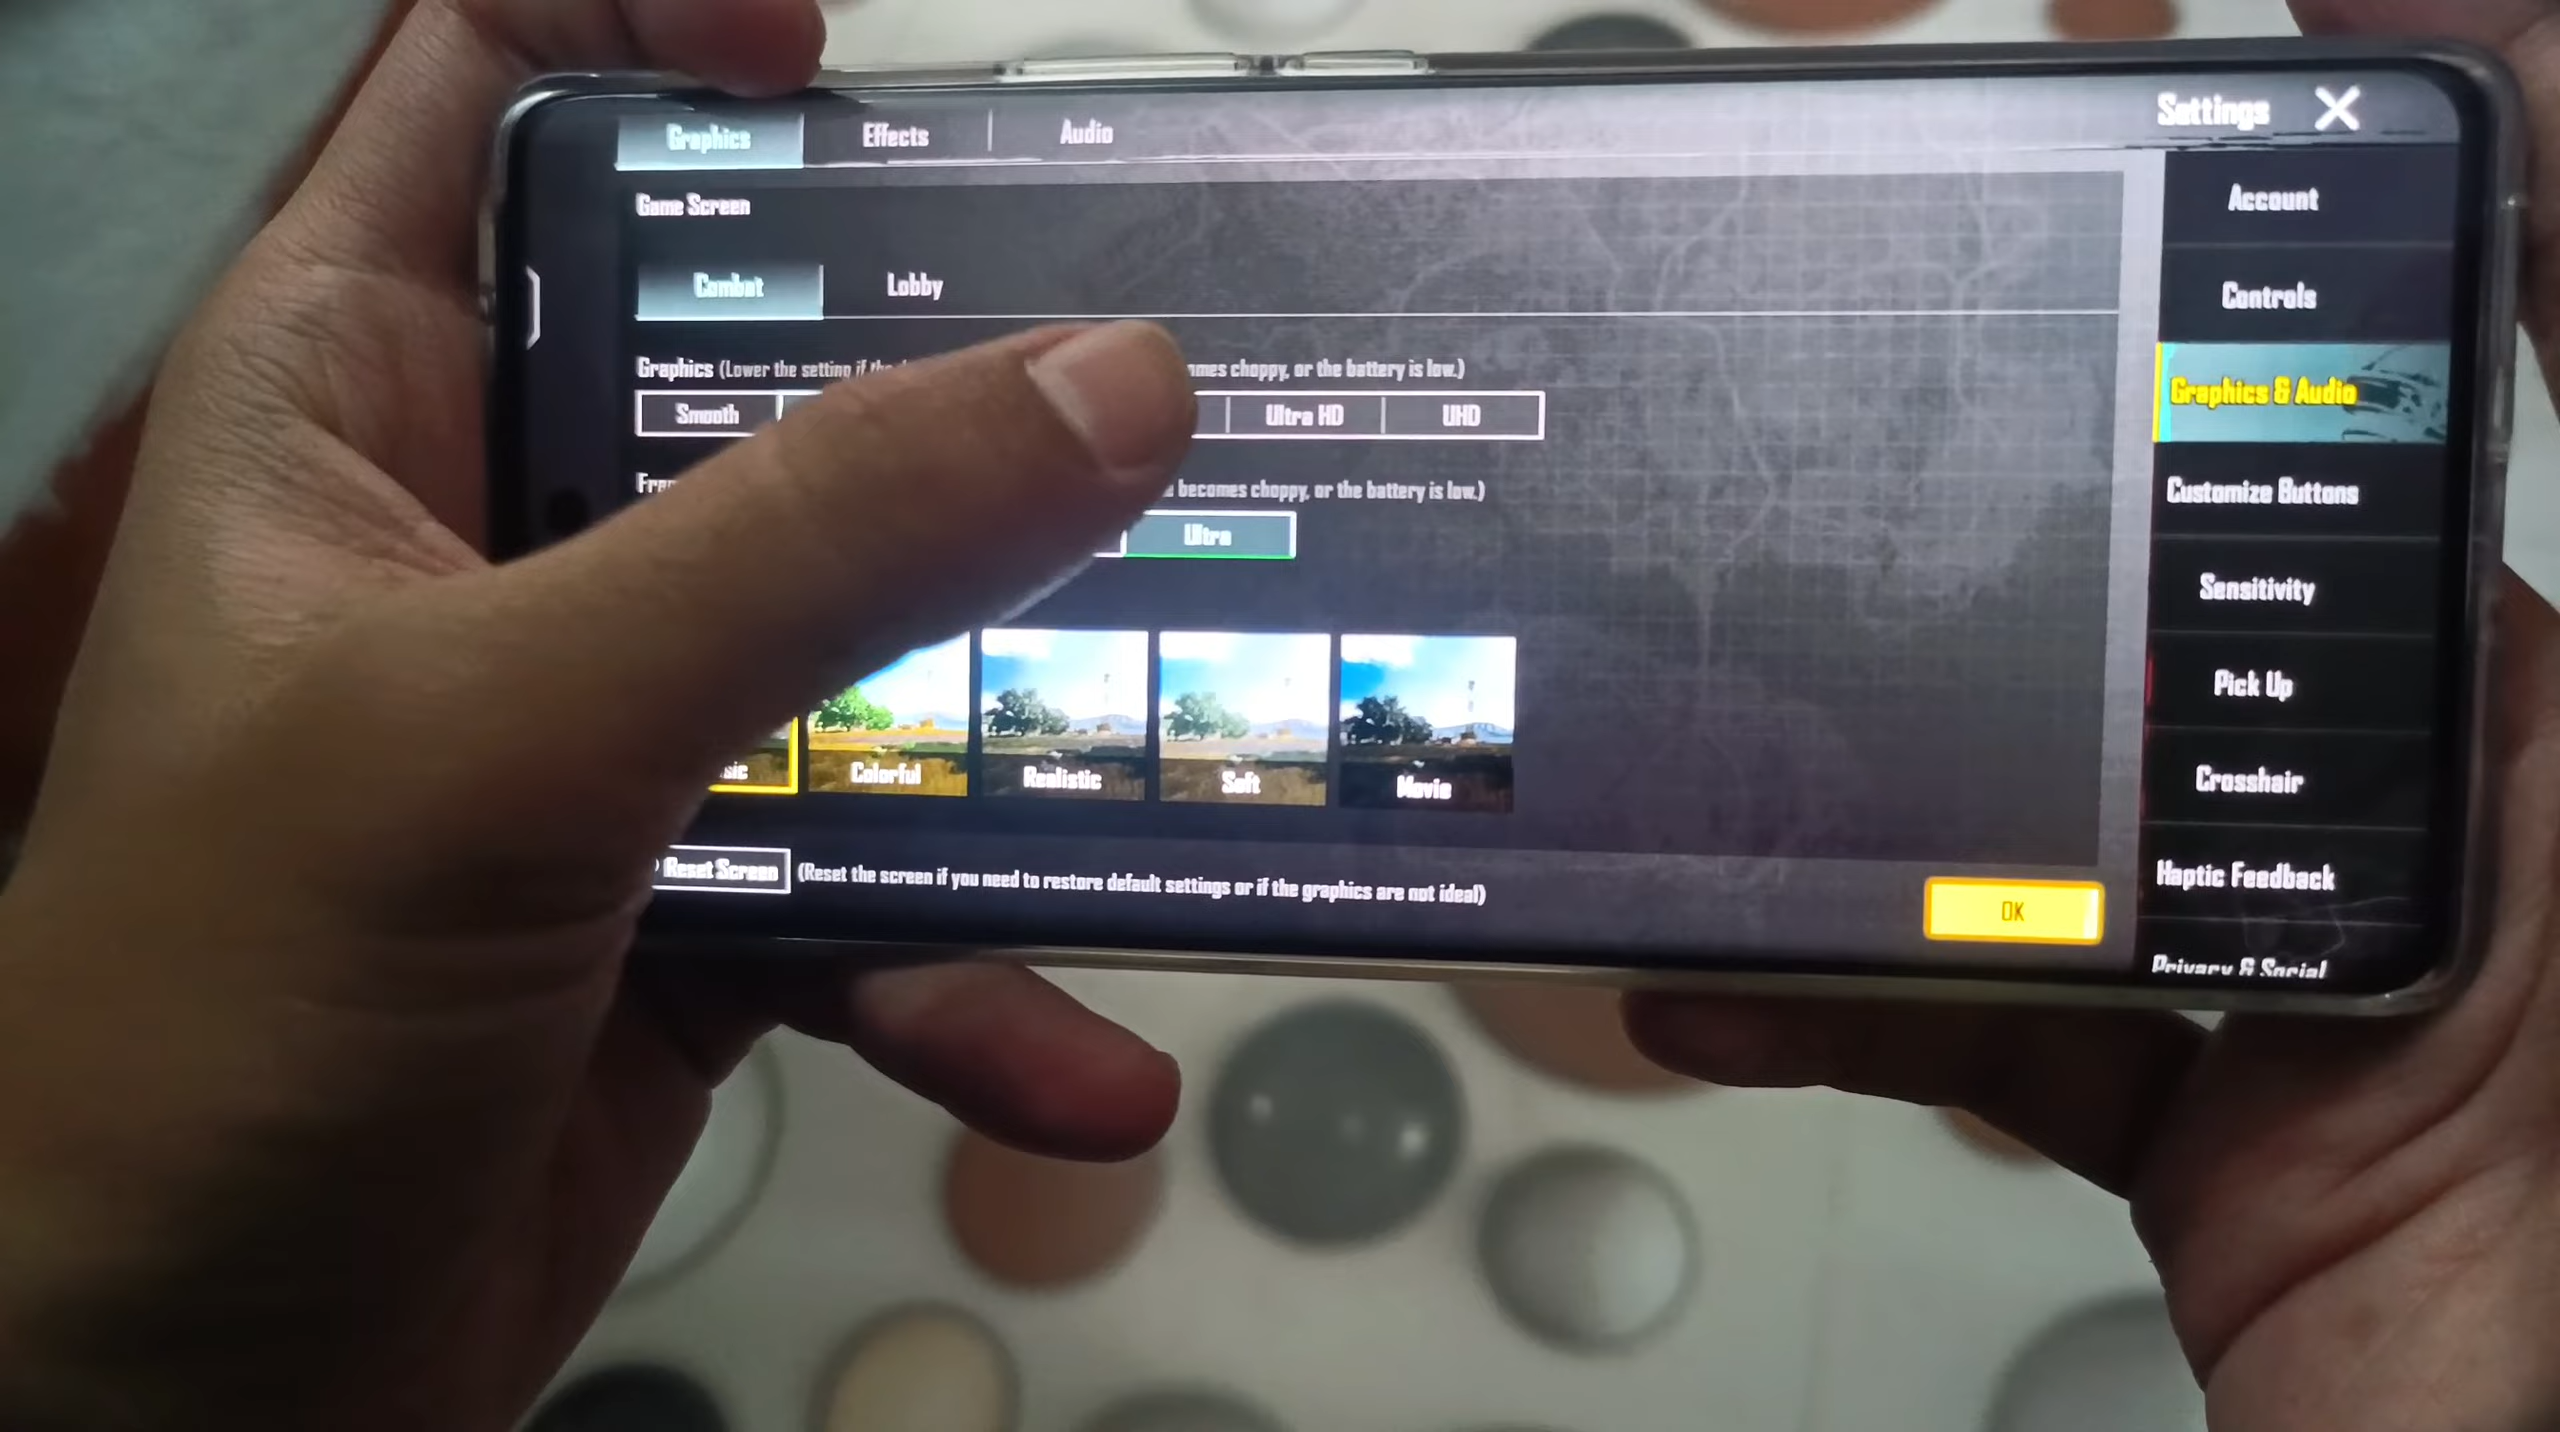 Graphics Effects Audio Settings
Game Screen
Account
Combat Lobby
Controls
Graphics (Lower the setting if the
mes choppy, or the battery is low.)
Smooth Ultra HD UHD
Graphics & Audio
becomes choppy, or the battery is low.)
Ultra
Customize Buttons
Sensitivity
Pick Up
sic Colorful Realistic Soft Movie
Crosshair
Reset Screen (Reset the screen if you need to restore default settings or if the graphics are not ideal)
Haptic Feedback
OK
Privacy & Social